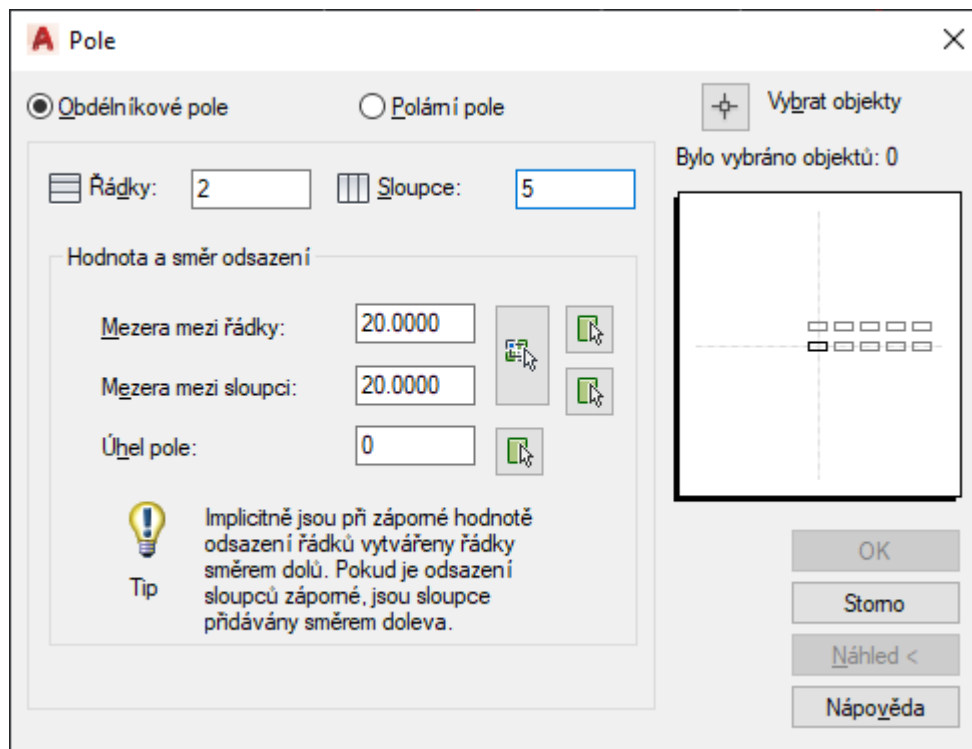 Pole
Obdélníkové pole
Polární pole
Vybrat objekty
Bylo vybráno objektů: 0
Řádky: 2
Sloupce: 5
Hodnota a směr odsazení
Mezera mezi řádky: 20.0000
Mezera mezi sloupci: 20.0000
Úhel pole: 0
Tip
Implicitně jsou při záporné hodnotě
odsazení řádků vytvářeny řádky
směrem dolů. Pokud je odsazení
sloupců záporné, jsou sloupce
přidávány směrem doleva.
OK
Storno
Náhled <
Nápověda